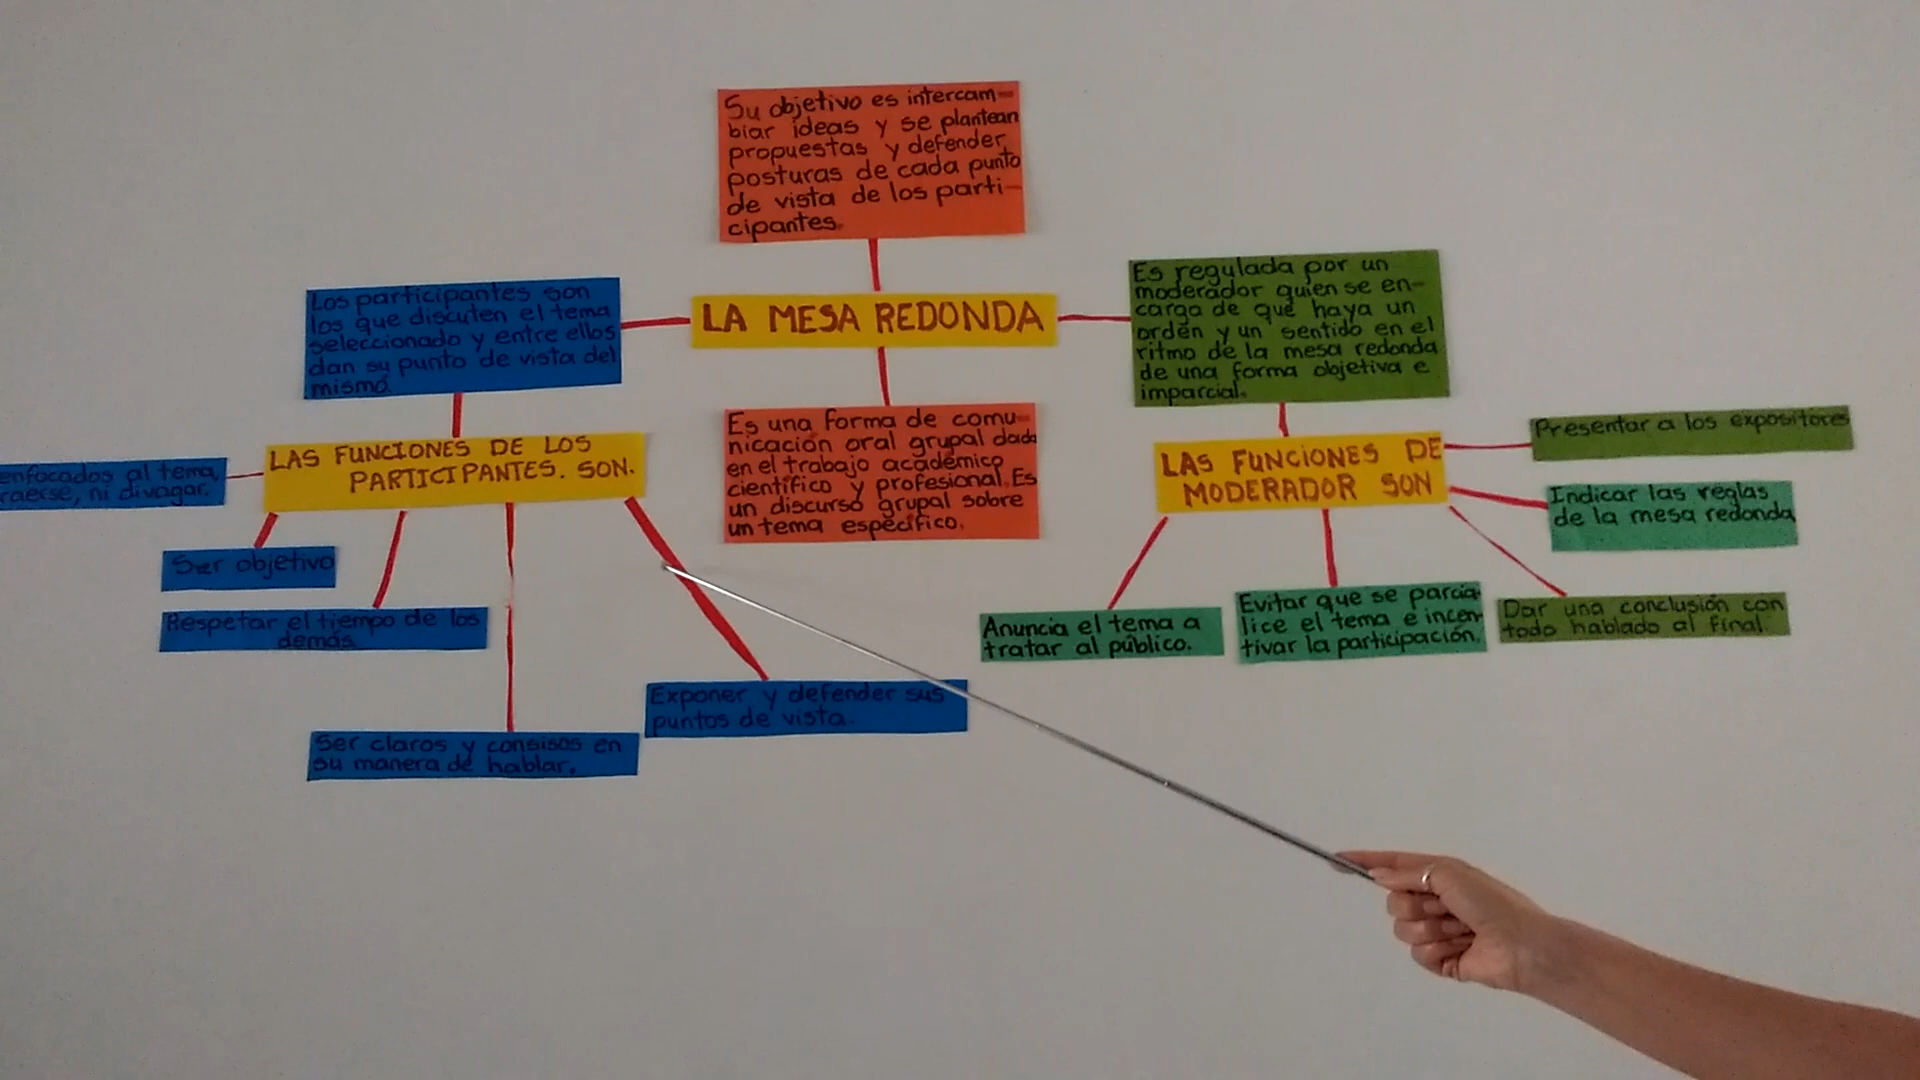 Su objetivo es intercam-
biar ideas y se plantean
propuestas y defender
posturas de cada punto
de vista de los parti-
cipantes.
LA MESA REDONDA
Los participantes son
los que discuten el tema
seleccionado y entre ellos
dan su punto de vista del
mismo.
Es regulada por un
moderador quien se en-
carga de que haya un
orden y un sentido en el
ritmo de la mesa redonda
de una forma objetiva e
imparcial.
Es una forma de comu-
nicación oral grupal dada
en el trabajo académico
científico y profesional. Es
un discurso grupal sobre
un tema específico.
LAS FUNCIONES DE LOS
PARTICIPANTES. SON.
enfocados al tema,
raerse, ni divagar.
Ser objetivo
Respetar el tiempo de los
demás.
Ser claros y consisos en
su manera de hablar.
Exponer y defender sus
puntos de vista.
LAS FUNCIONES DE
MODERADOR SON
Presentar a los expositores
Indicar las reglas
de la mesa redonda
Anuncia el tema a
tratar al público.
Evitar que se parcia-
lice el tema e incen-
tivar la participación.
Dar una conclusión con
todo hablado al final.